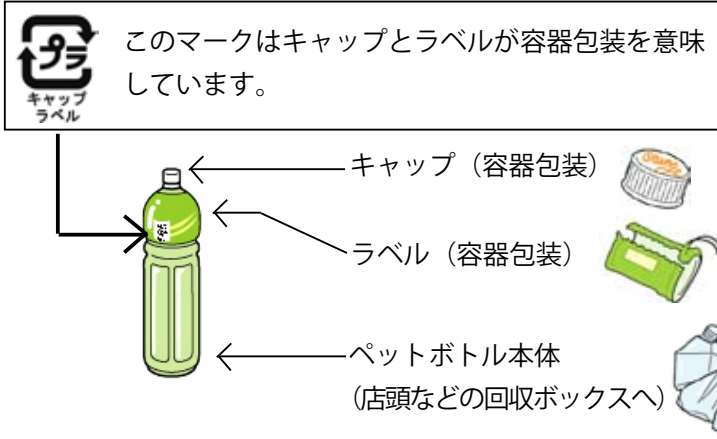 プラ
キャップ
ラベル
このマークはキャップとラベルが容器包装を意味
しています。
キャップ（容器包装）
ラベル（容器包装）
ペットボトル本体
（店頭などの回収ボックスへ）